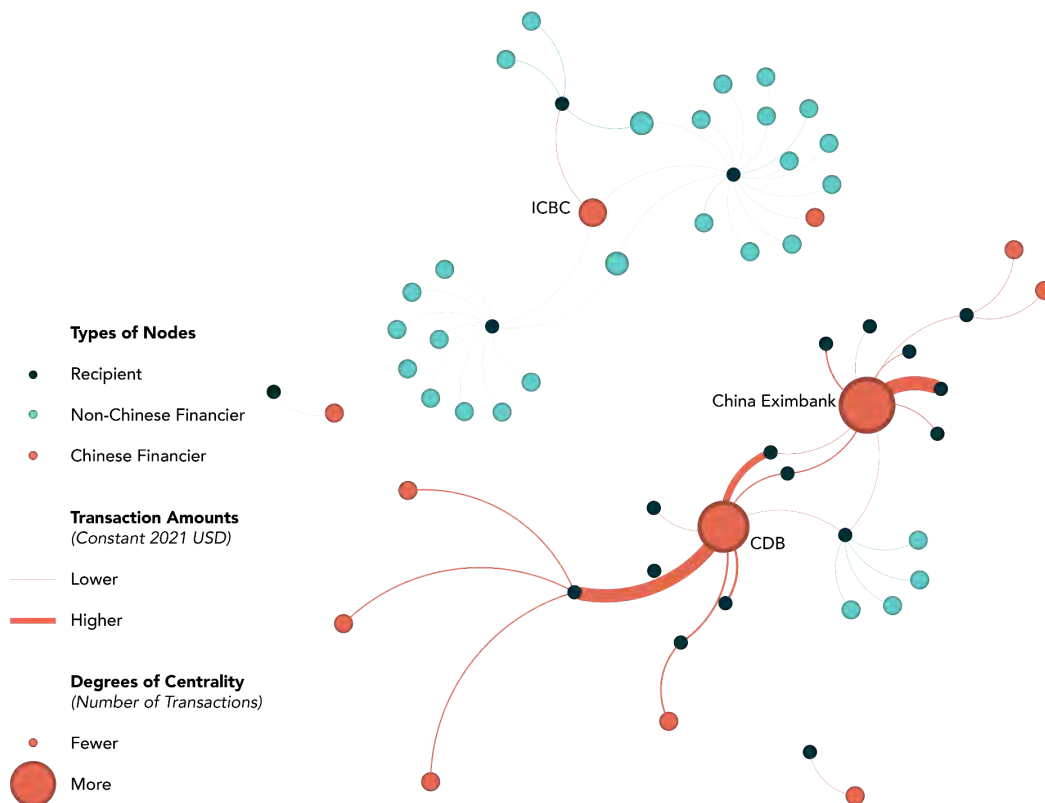 ICBC
Types of Nodes
Recipient
China Eximbank
Non-Chinese Financier
Chinese Financier
Transaction Amounts
(Constant 2021 USD)
CDB
Lower
Higher
Degrees of Centrality
(Number of Transactions)
Fewer
More